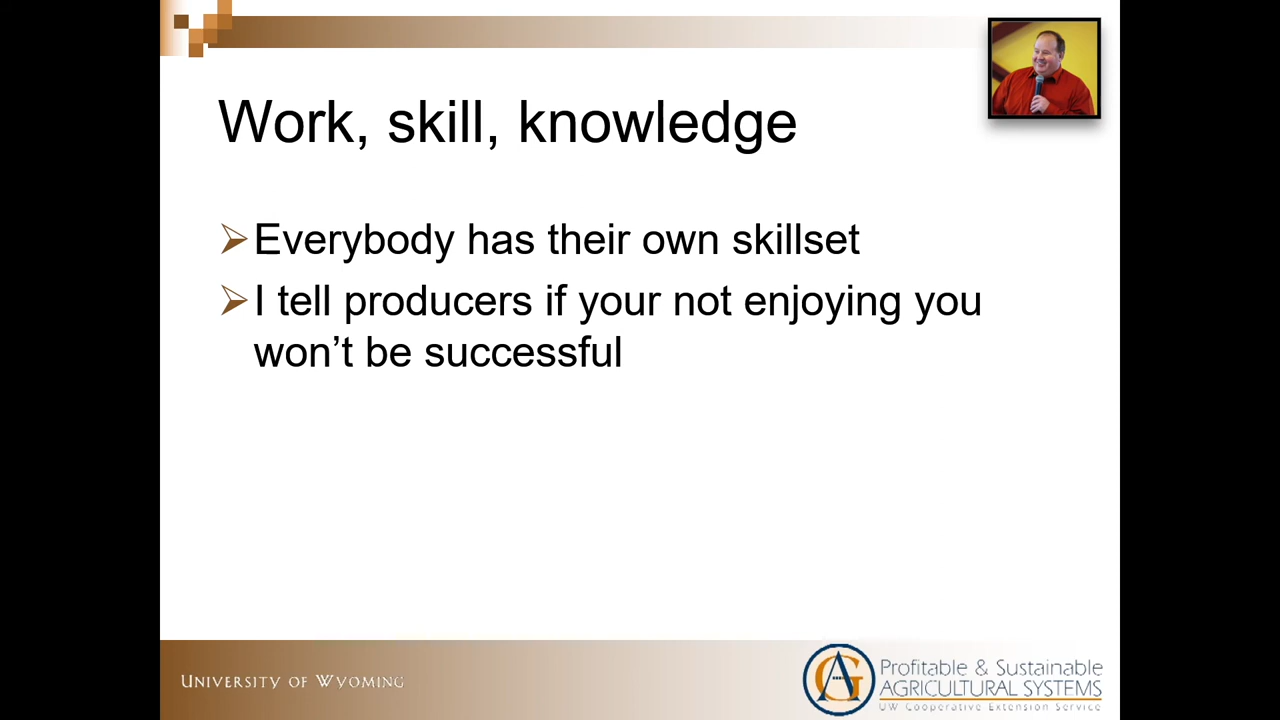 Work, skill, knowledge
Everybody has their own skillset
I tell producers if your not enjoying you
won’t be successful
UNIVERSITY OF WYOMING
AG
Profitable & Sustainable
AGRICULTURAL SYSTEMS
UW Cooperative Extension Service